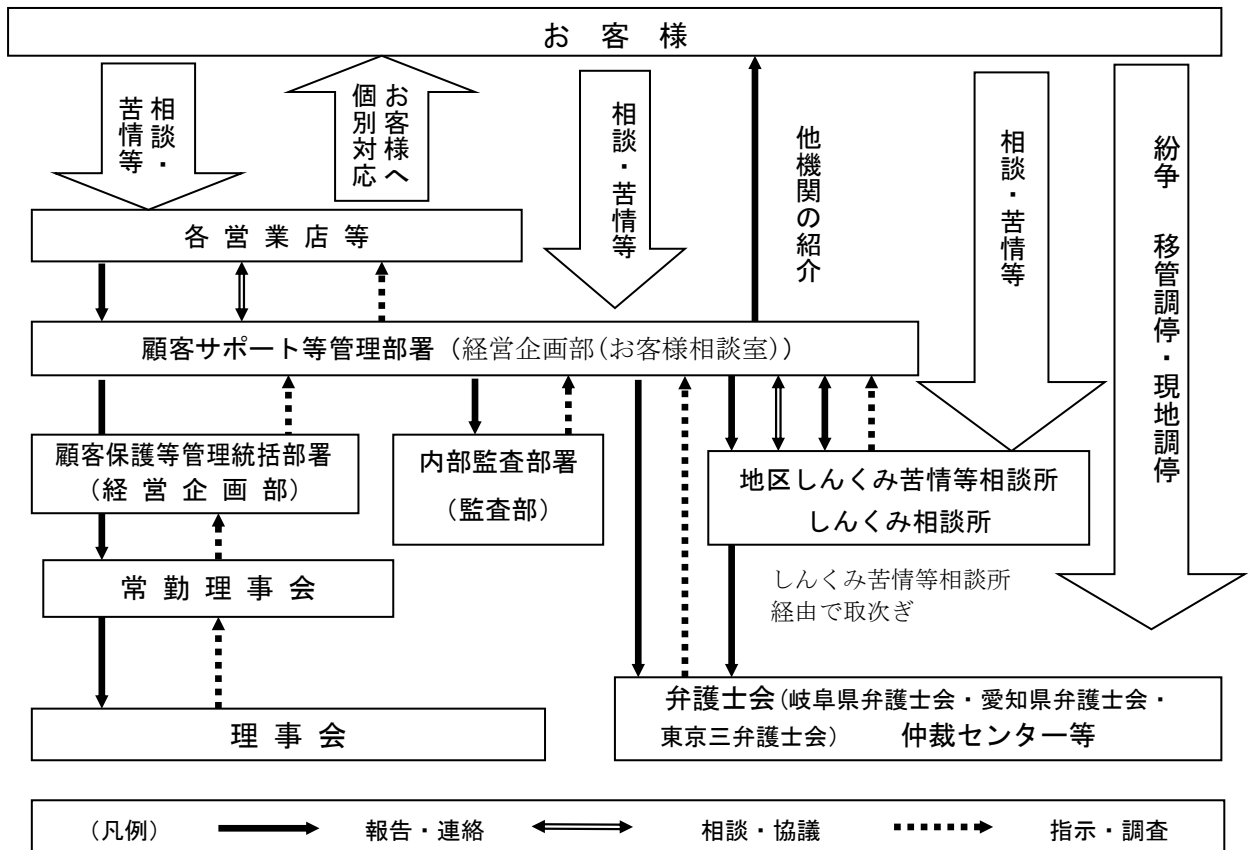 お 客 様
相談・
苦情等
お客様へ
個別対応
相談・苦情等
他機関の紹介
相談・苦情等
紛争 移管調停・現地調停
各 営 業 店 等
顧客サポート等管理部署（経営企画部（お客様相談室））
顧客保護等管理統括部署
（経 営 企 画 部）
内部監査部署
（監査部）
地区しんくみ苦情等相談所
しんくみ相談所
常 勤 理 事 会
しんくみ苦情等相談所
経由で取次ぎ
理 事 会
弁護士会（岐阜県弁護士会・愛知県弁護士会・
東京三弁護士会） 仲裁センター等
（凡例） 報告・連絡 相談・協議 指示・調査